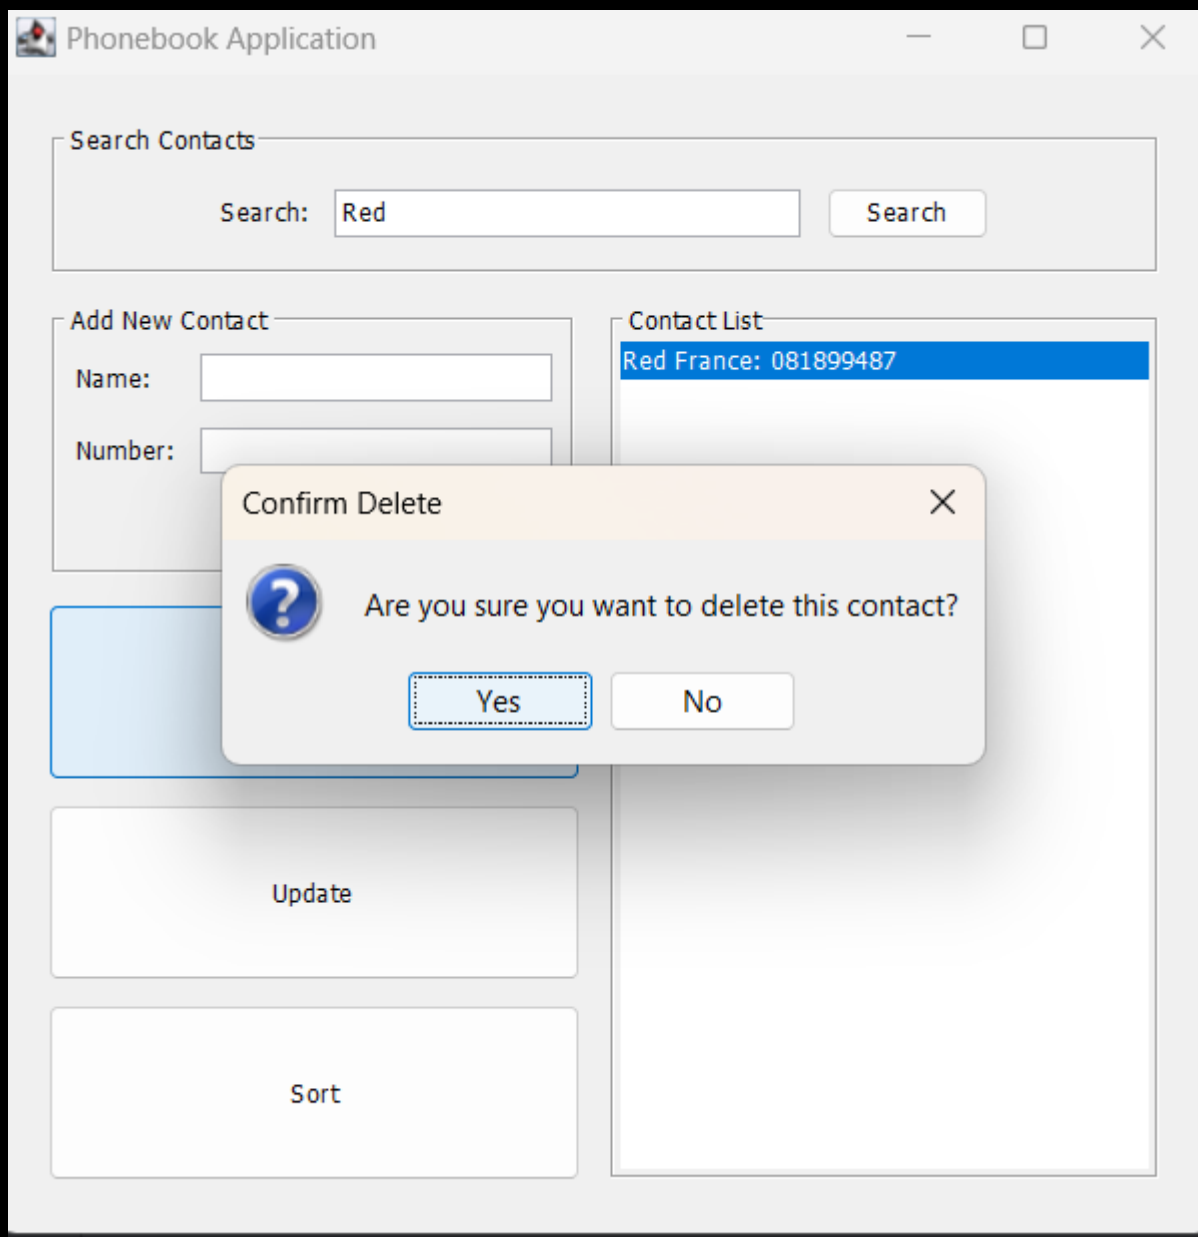 Phonebook Application
Search Contacts
Search: Red Search
Add New Contact
Name:
Number:
Contact List
Red France: 081899487
Confirm Delete
Are you sure you want to delete this contact?
Yes No
Update
Sort